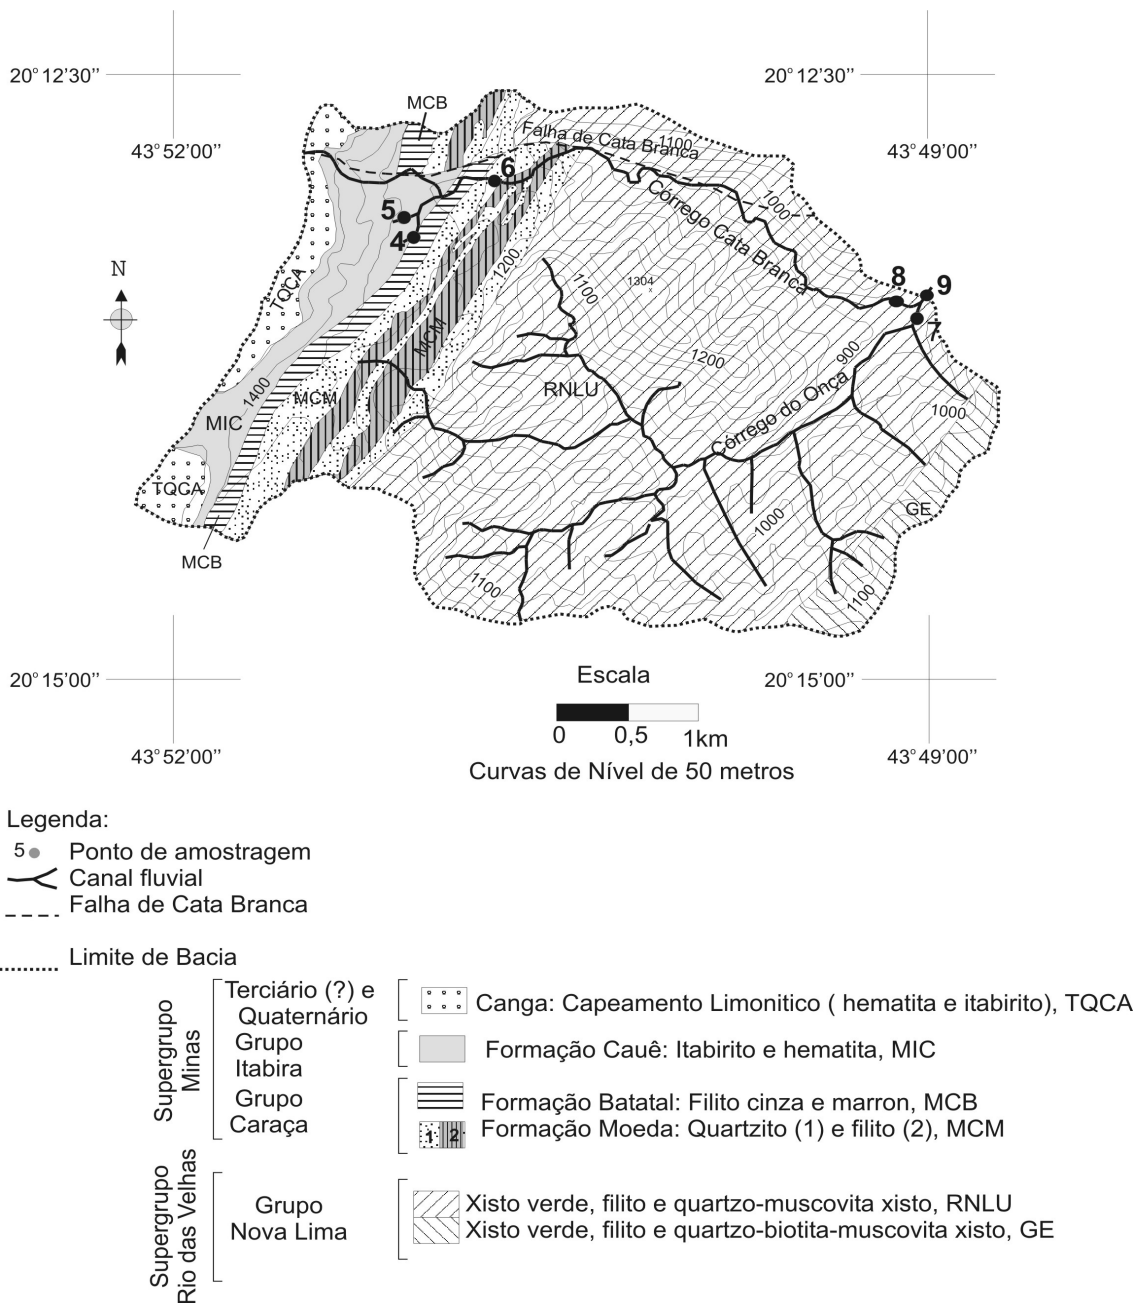 20°12'30''
20°12'30''
43°52'00''
43°49'00''
MCB
Falha de Cata Branca
1100
6
5
4
Córrego Cata Branca
1000
8
9
7
N
TQCA
1200
1100
1304
x
MCM
1200
900
RNLU
1400
MCM
MIC
Córrego do Onça
1000
TQCA
GE
1000
MCB
1100
1100
20°15'00''
20°15'00''
43°52'00''
43°49'00''
Escala
0 0,5 1km
Curvas de Nível de 50 metros
Legenda:
5 Ponto de amostragem
Canal fluvial
Falha de Cata Branca
Limite de Bacia
Supergrupo
Minas
Terciário (?) e
Quaternário
Canga: Capeamento Limonitico ( hematita e itabirito), TQCA
Grupo
Itabira
Formação Cauê: Itabirito e hematita, MIC
Grupo
Caraça
Formação Batatal: Filito cinza e marron, MCB
1 2 Formação Moeda: Quartzito (1) e filito (2), MCM
Supergrupo
Rio das Velhas
Grupo
Nova Lima
Xisto verde, filito e quartzo-muscovita xisto, RNLU
Xisto verde, filito e quartzo-biotita-muscovita xisto, GE